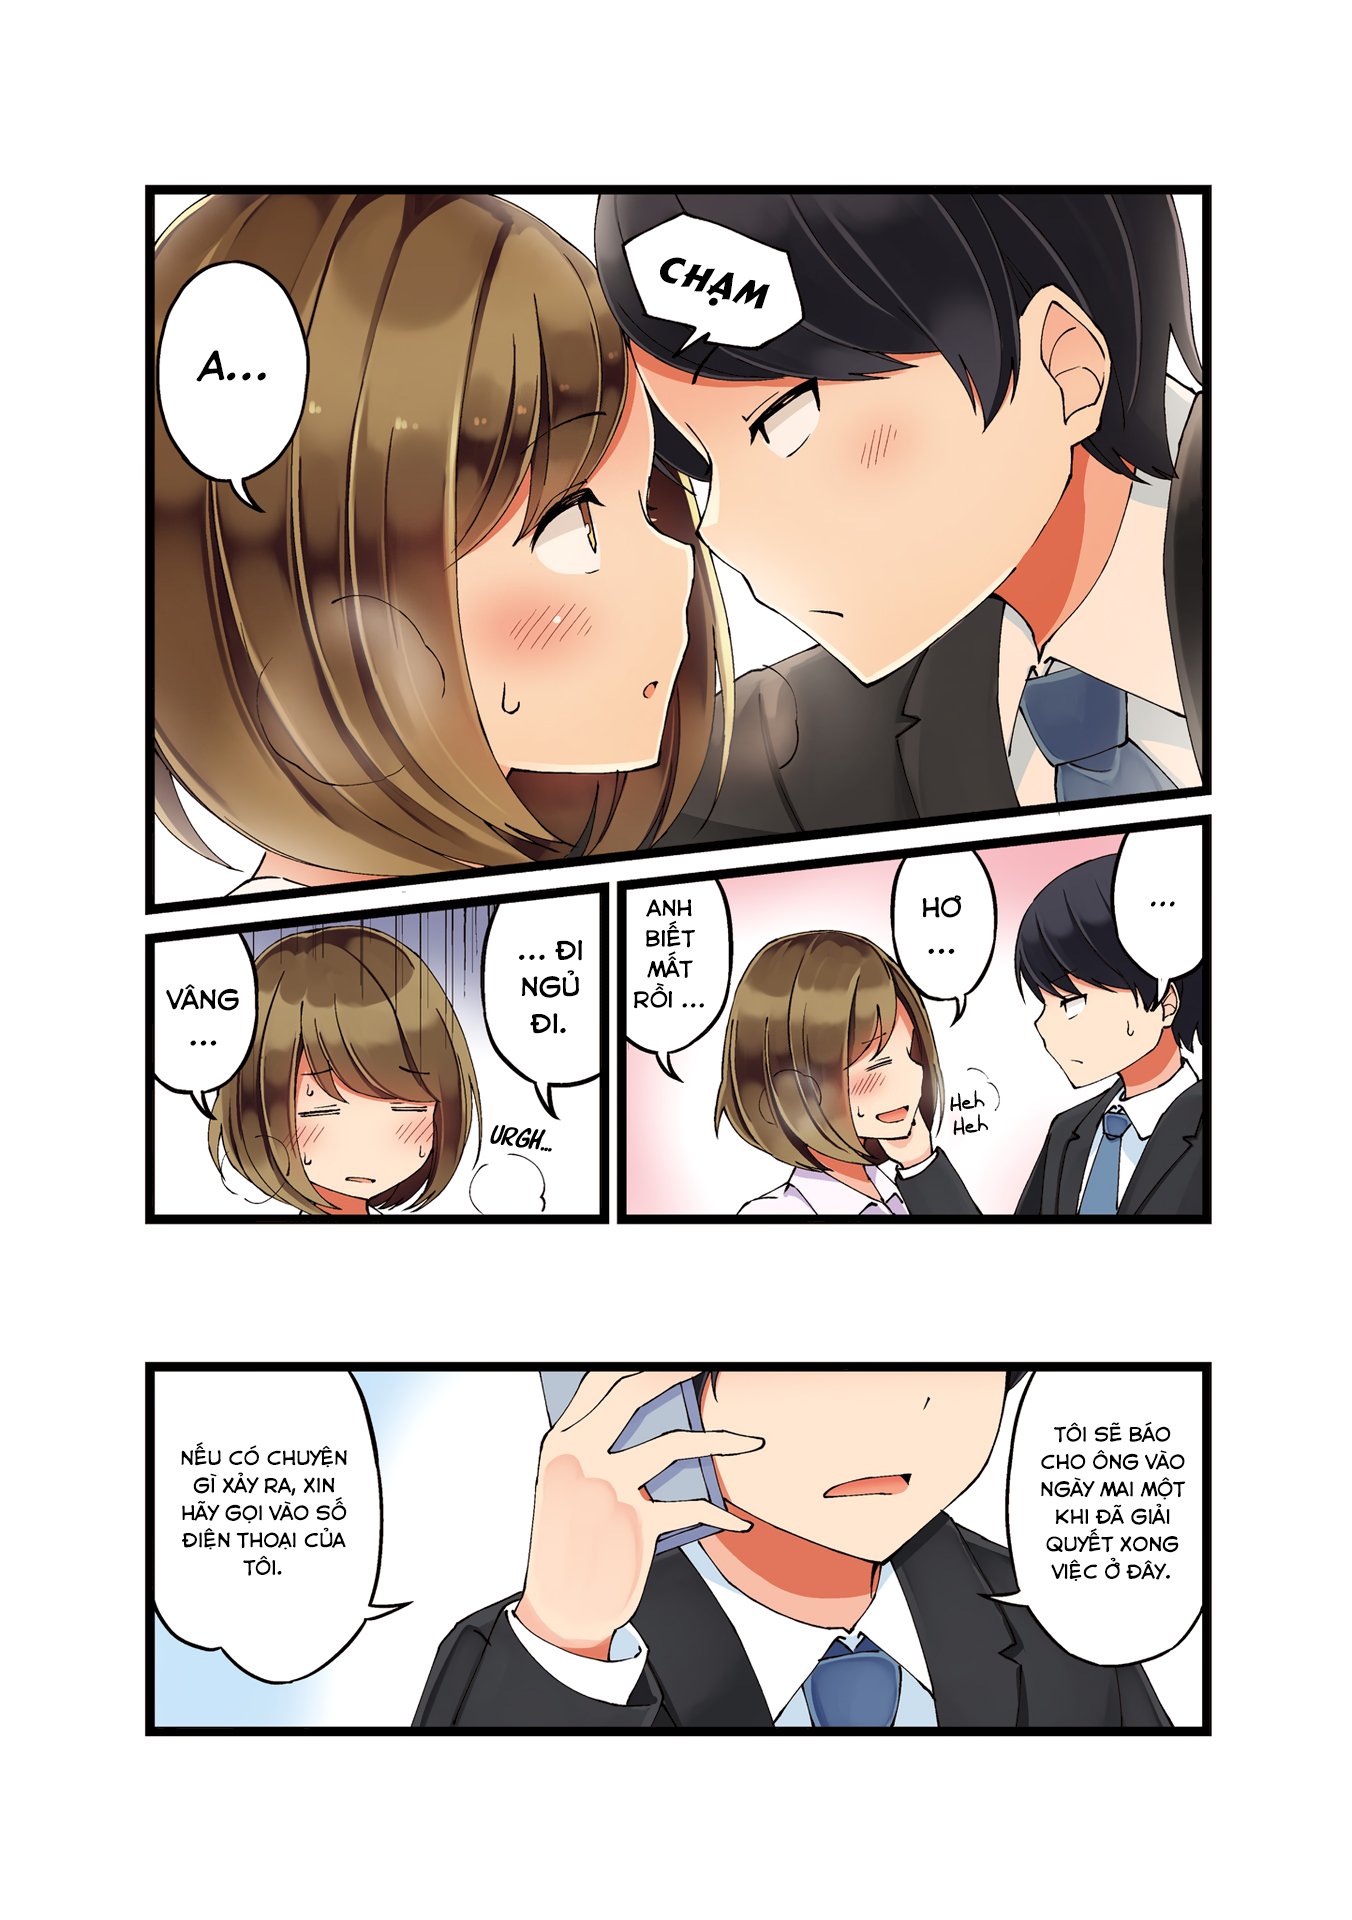 CHẠM
A...
...
HƠ
...
ANH
BIẾT
MẤT
RỒI ...
Heh
Heh
... ĐI
NGỦ
ĐI.
URGH...
VÂNG
...
TÔI SẼ BÁO
CHO ÔNG VÀO
NGÀY MAI MỘT
KHI ĐÃ GIẢI
QUYẾT XONG
VIỆC Ở ĐÂY.
NẾU CÓ CHUYỆN
GÌ XẢY RA, XIN
HÃY GỌI VÀO SỐ
ĐIỆN THOẠI CỦA
TÔI.